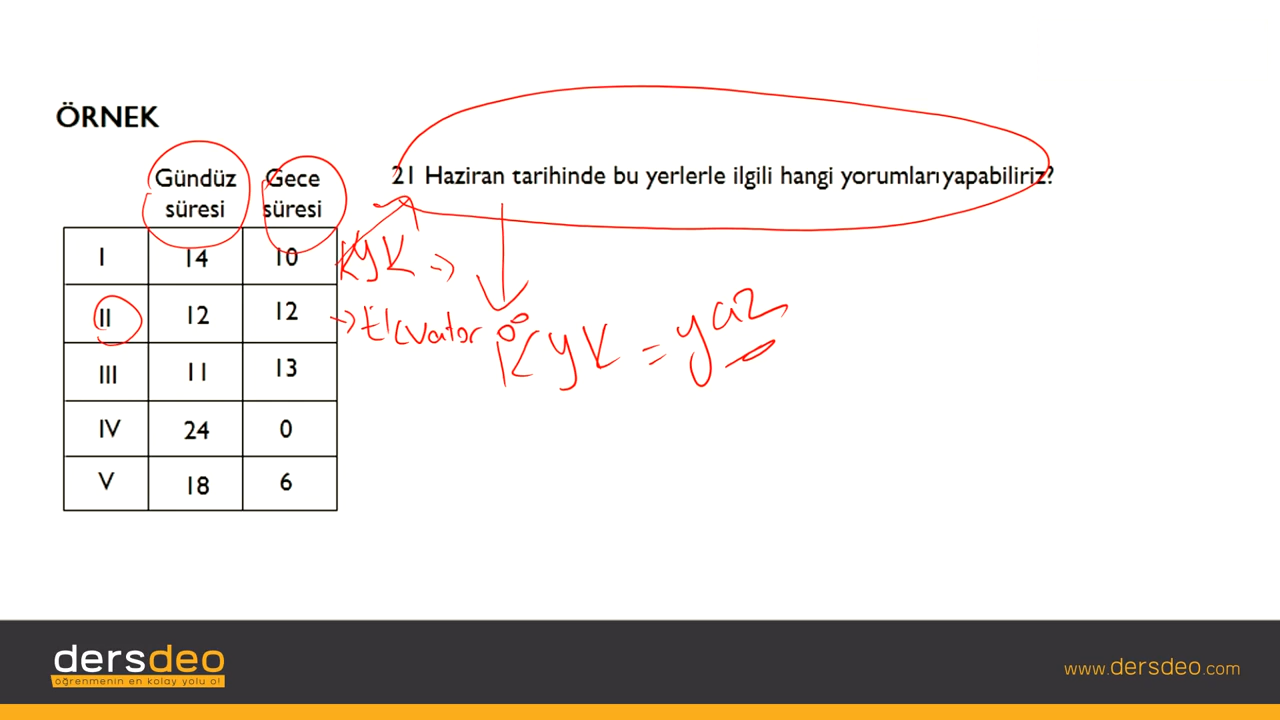 ÖRNEK
21 Haziran tarihinde bu yerlerle ilgili hangi yorumları yapabiliriz?
Gündüz süresi Gece süresi
I 14 10 KYK =>
II 12 12 -> Ekvator 0°
KYK = yaz
III 11 13
IV 24 0
V 18 6
dersdeo
öğrenmenin en kolay yolu o!
www.dersdeo.com